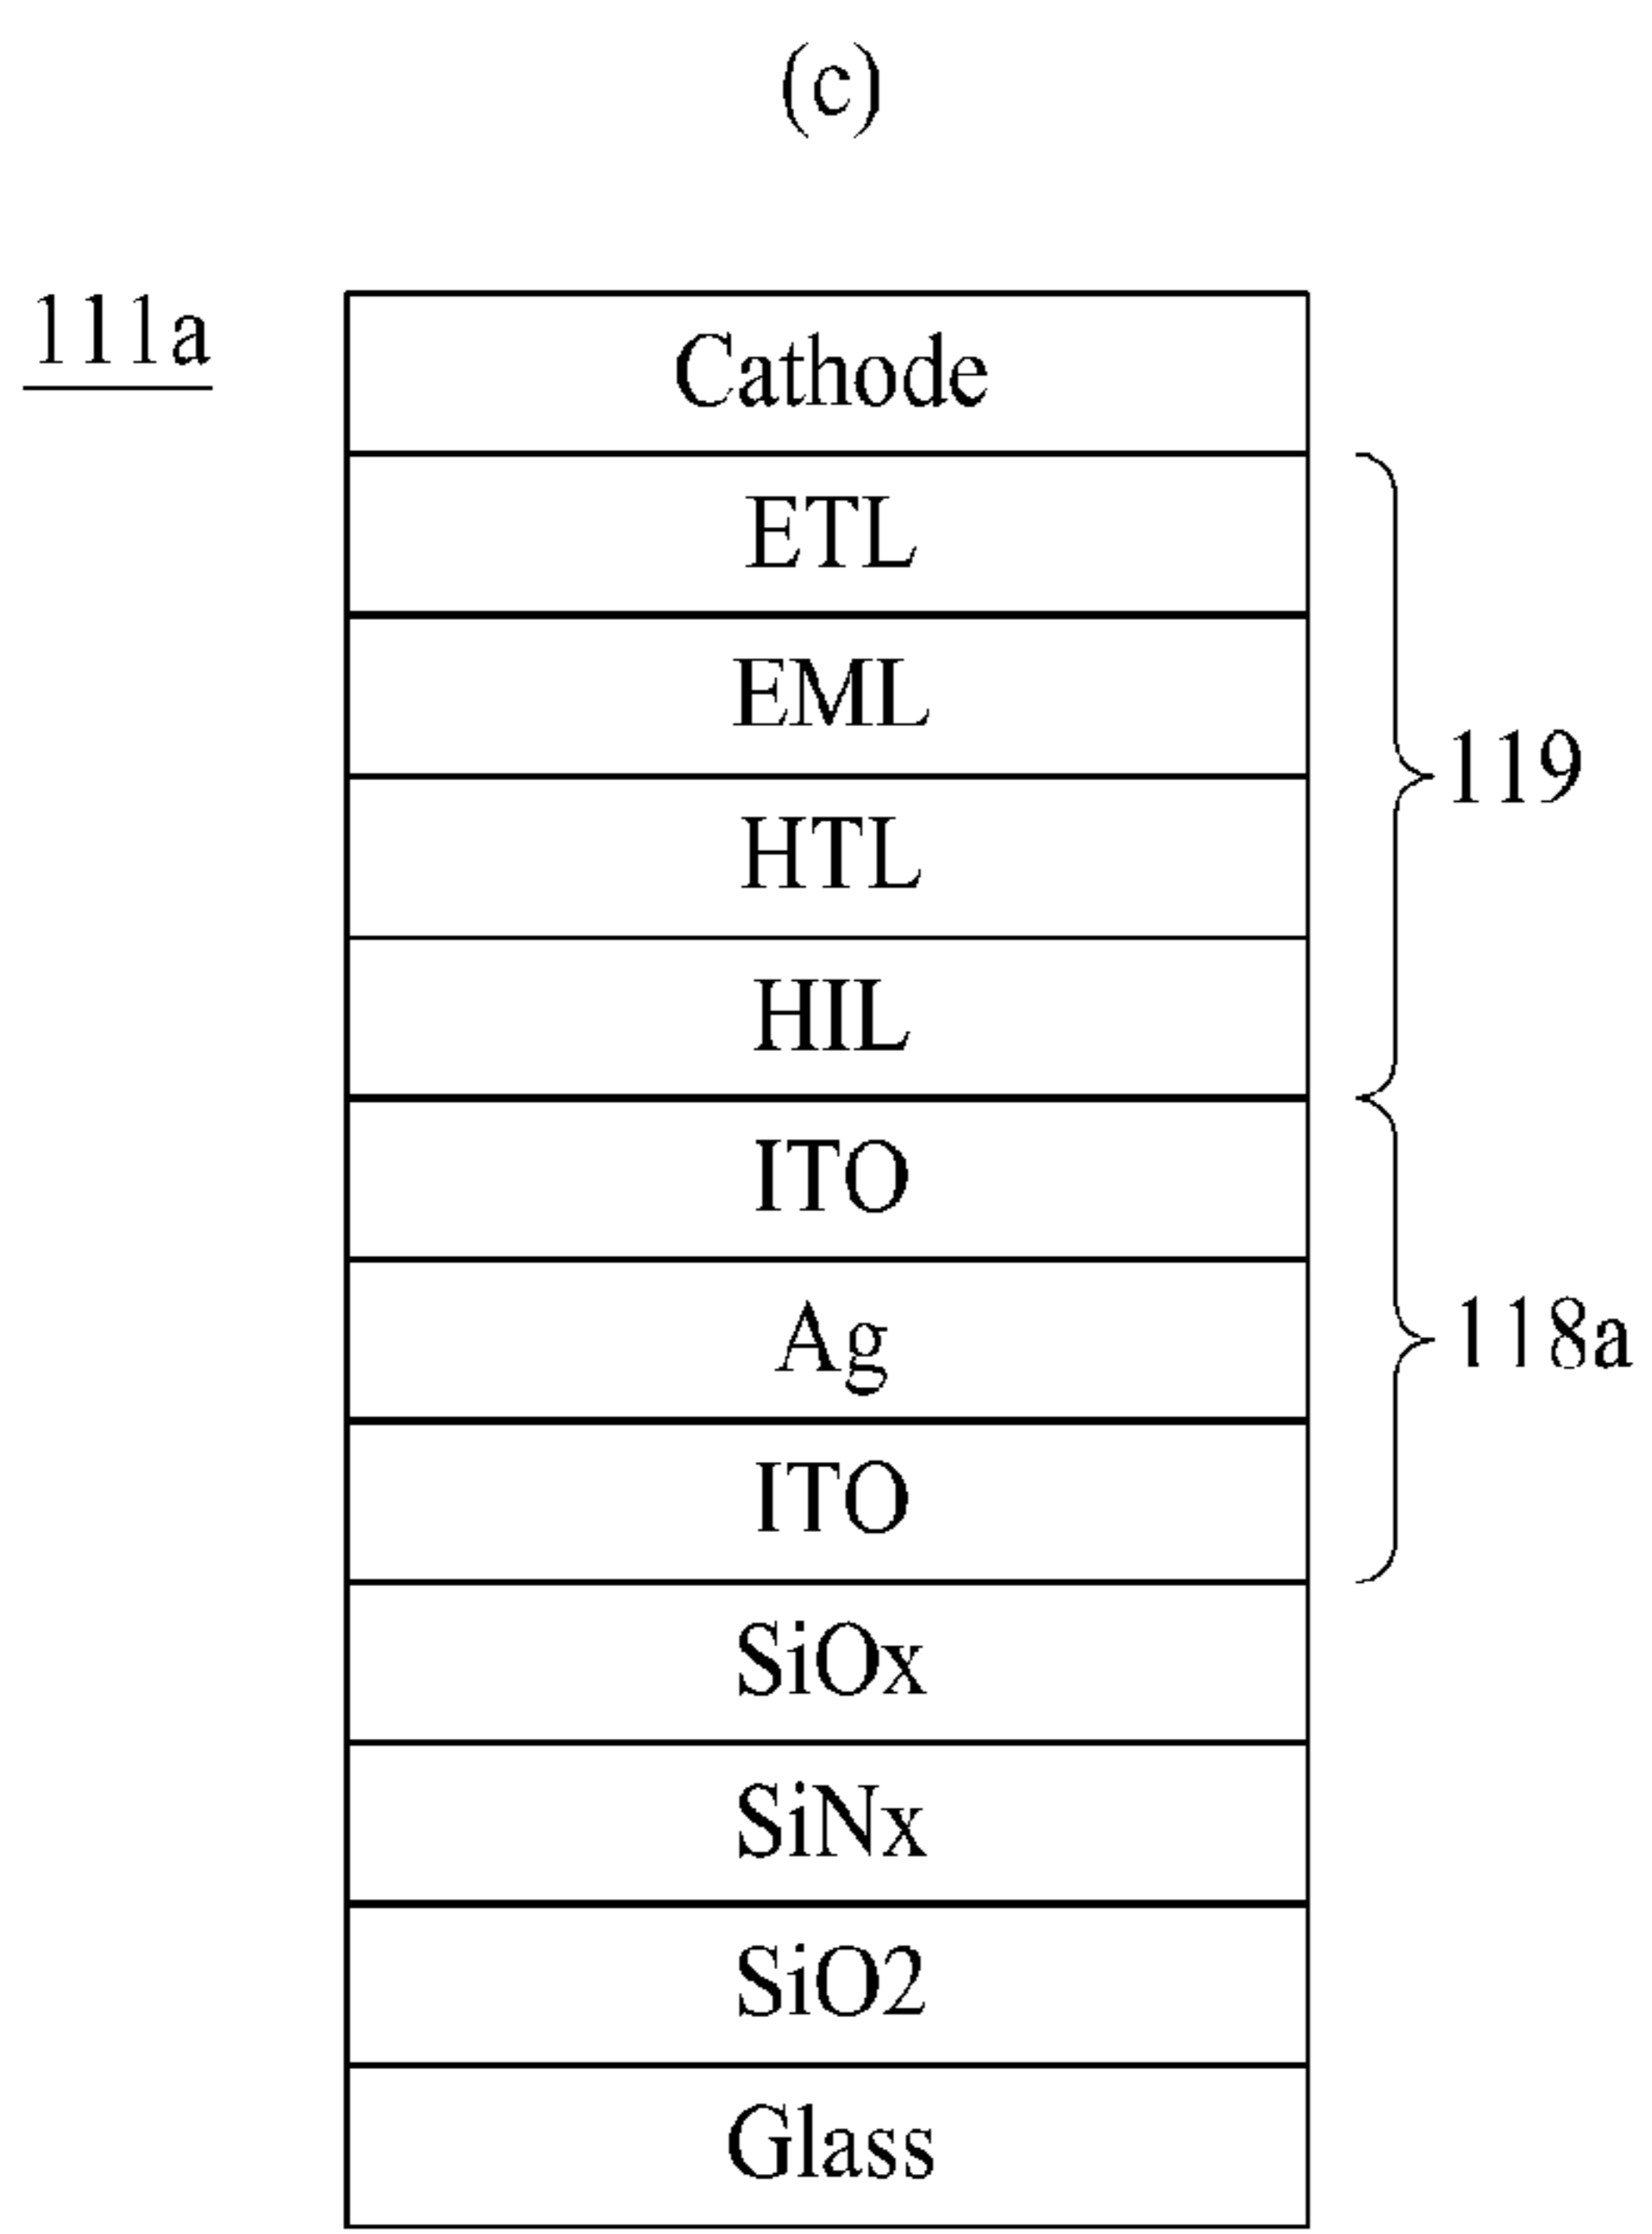 (c)
111a
Cathode
ETL
EML
119
HTL
HIL
ITO
Ag
118a
ITO
SiOx
SiNx
SiO2
Glass